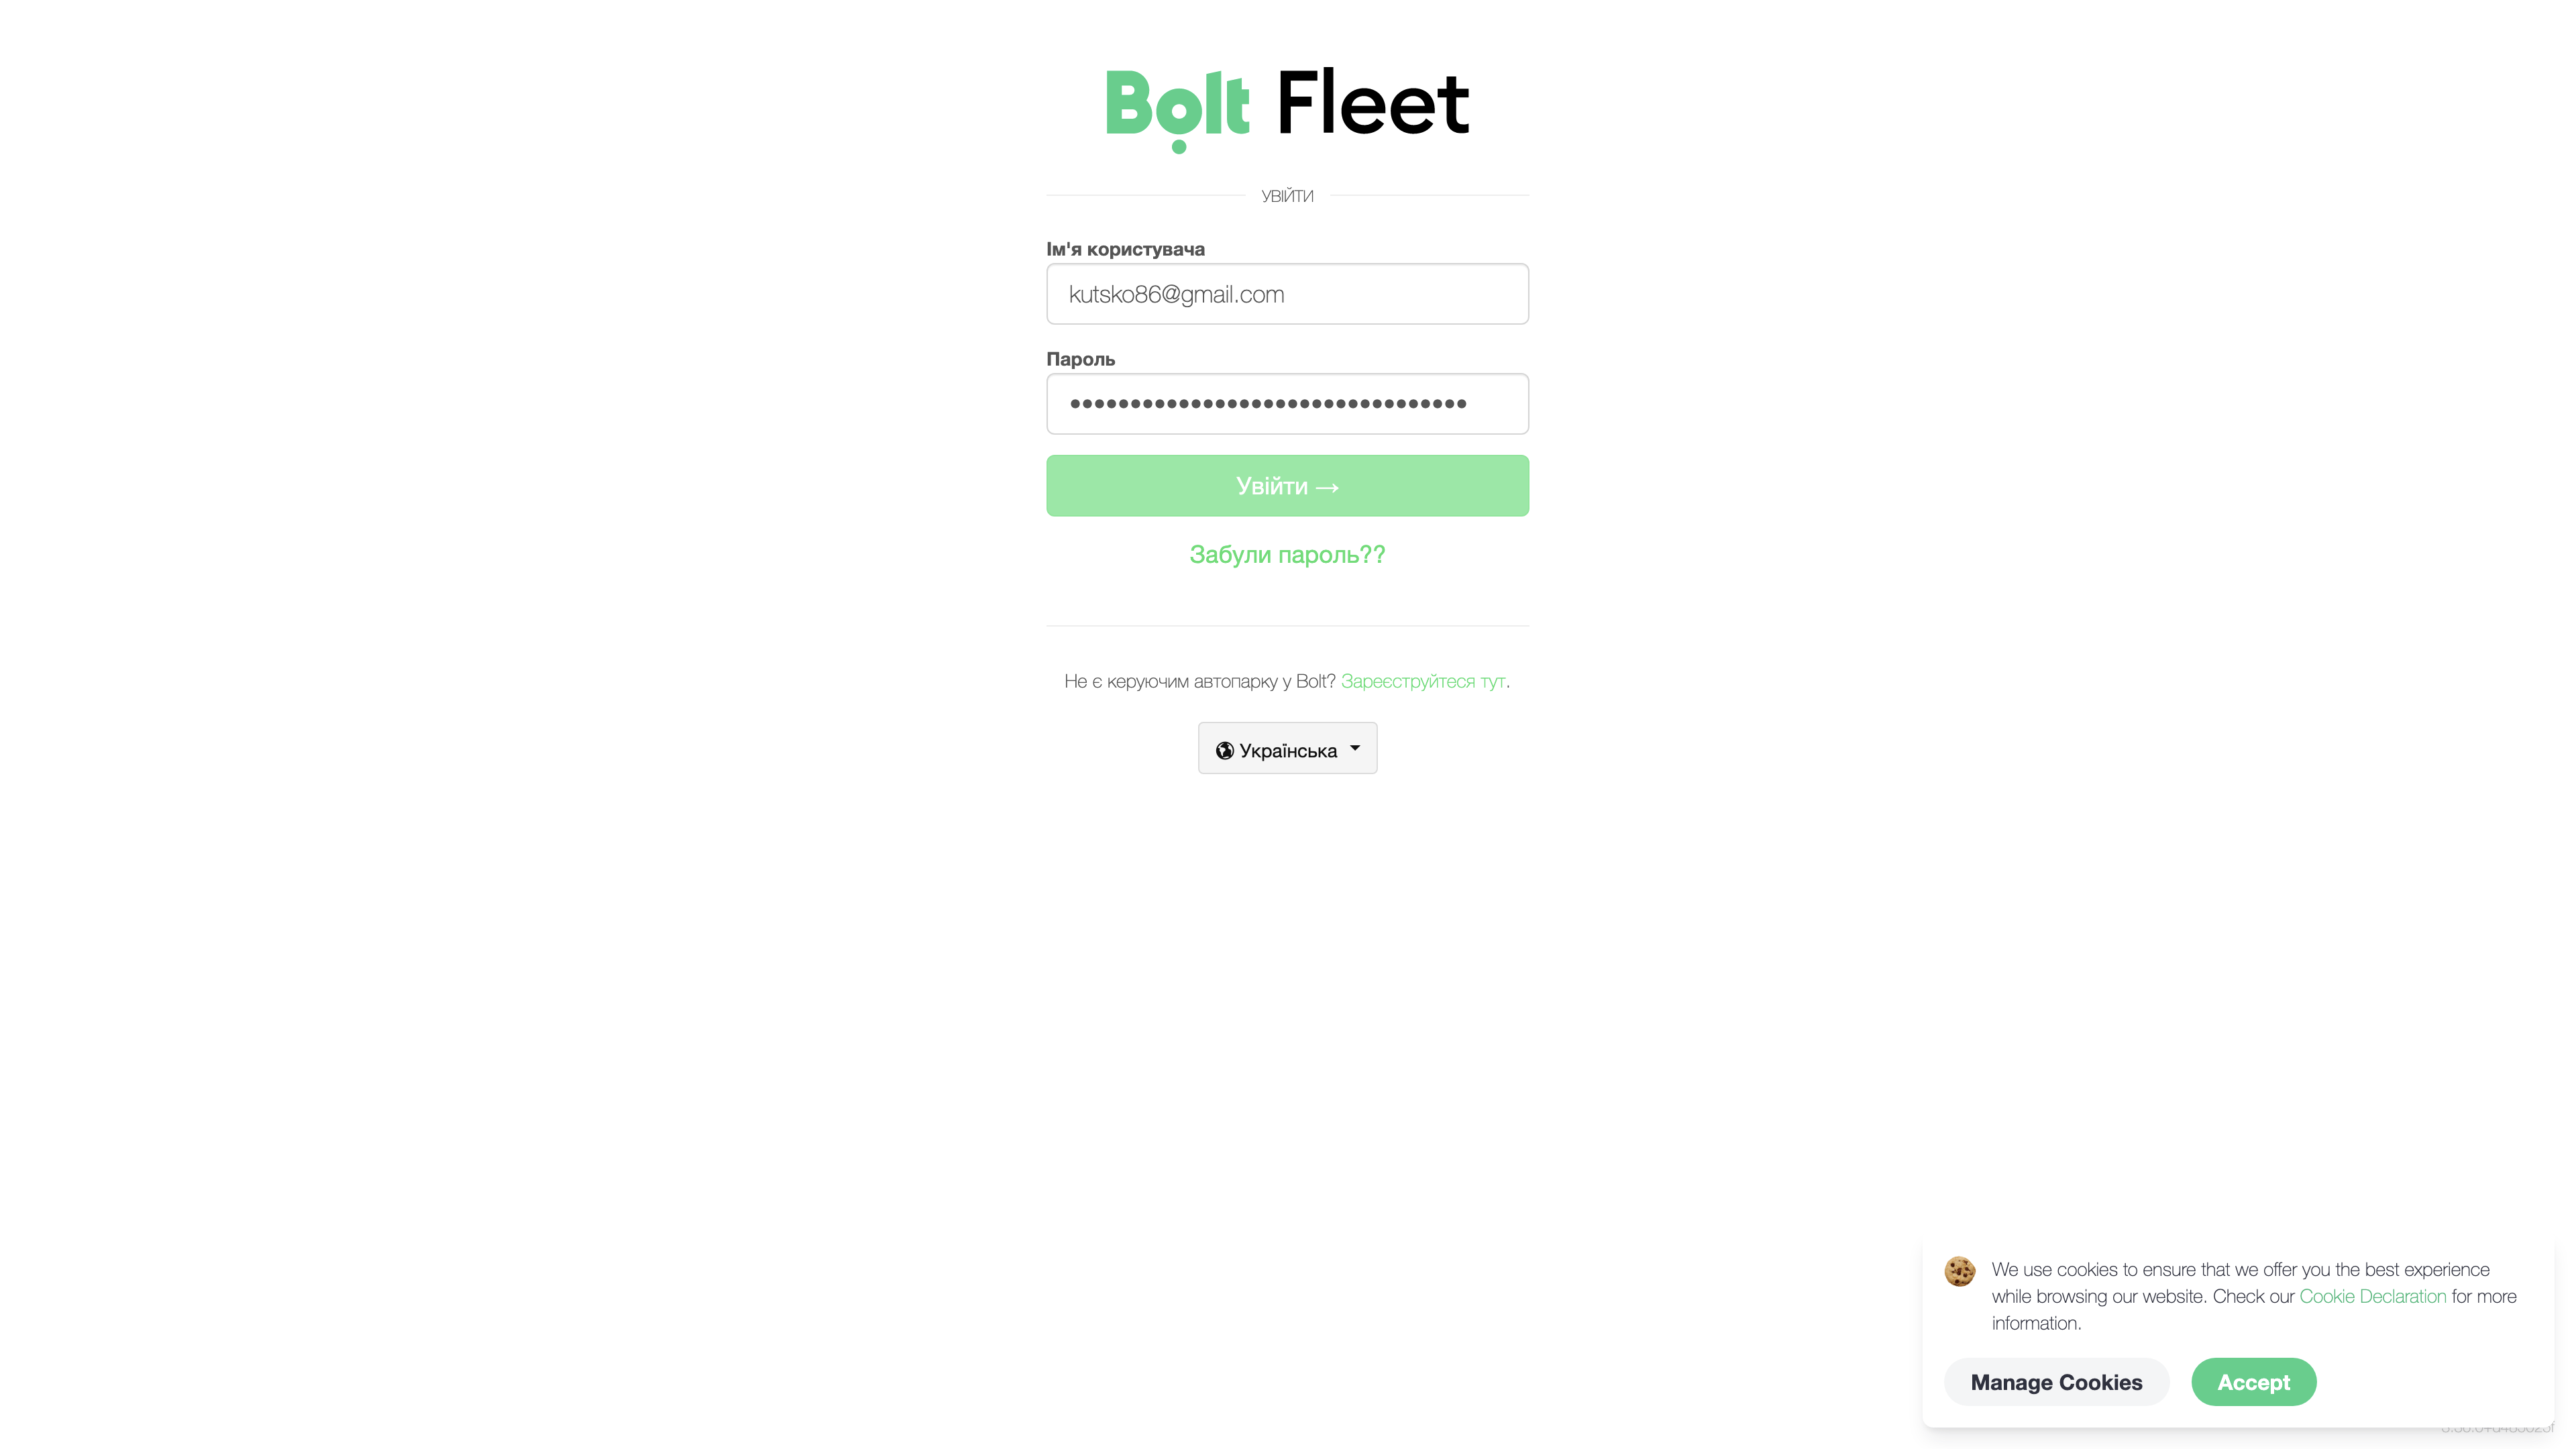 Bolt Fleet
УВІЙТИ
Ім'я користувача
kutsko86@gmail.com
Пароль
•••••••••••••••••••••••••••••••••
Увійти →
Забули пароль??
Не є керуючим автопарку у Bolt? Зареєструйтеся тут.
Українська
We use cookies to ensure that we offer you the best experience
while browsing our website. Check our Cookie Declaration for more
information.
Manage Cookies
Accept